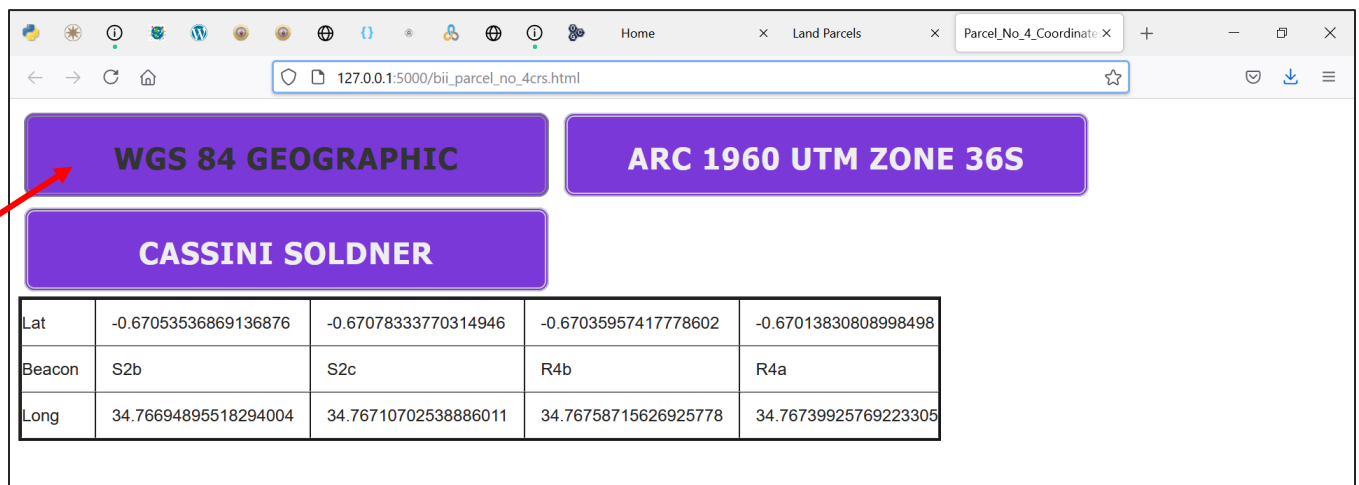 Home
Land Parcels
Parcel_No_4_Coordinate
127.0.0.1:5000/bii_parcel_no_4crs.html
WGS 84 GEOGRAPHIC
ARC 1960 UTM ZONE 36S
CASSINI SOLDNER
Lat -0.67053536869136876 -0.67078333770314946 -0.67035957417778602 -0.67013830808998498
Beacon S2b S2c R4b R4a
Long 34.76694895518294004 34.76710702538886011 34.76758715626925778 34.76739925769223305